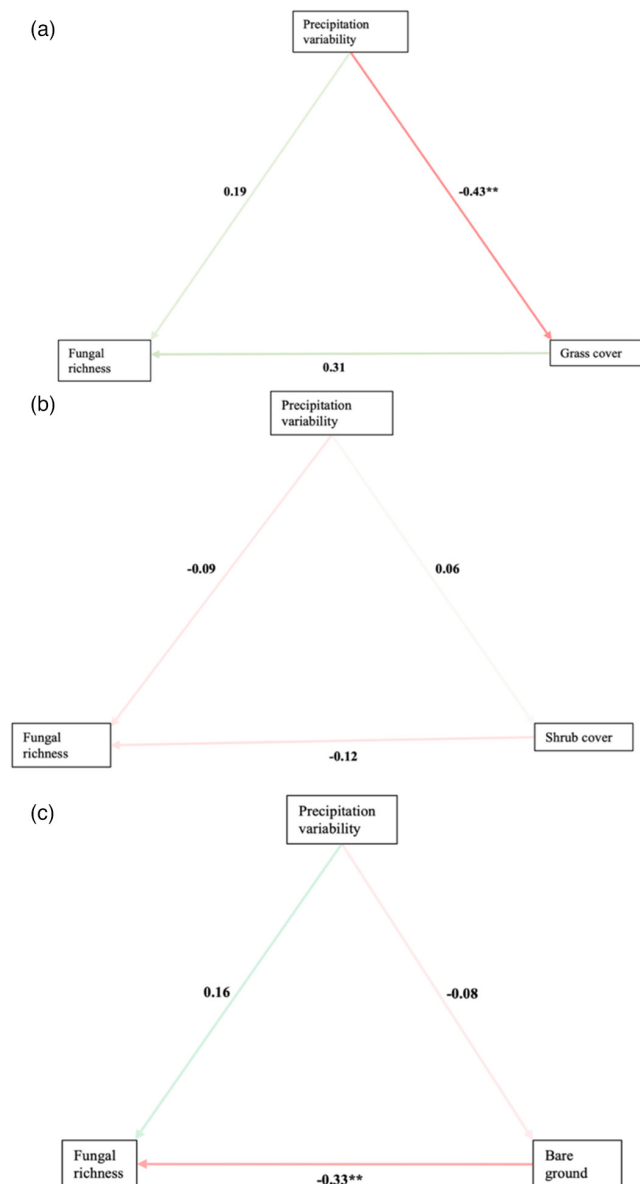 (a)
Precipitation
variability
0.19
-0.43**
Fungal
richness
Grass cover
0.31
(b)
Precipitation
variability
-0.09
0.06
Fungal
richness
Shrub cover
-0.12
(c)
Precipitation
variability
0.16
-0.08
Fungal
richness
Bare
ground
-0.33**